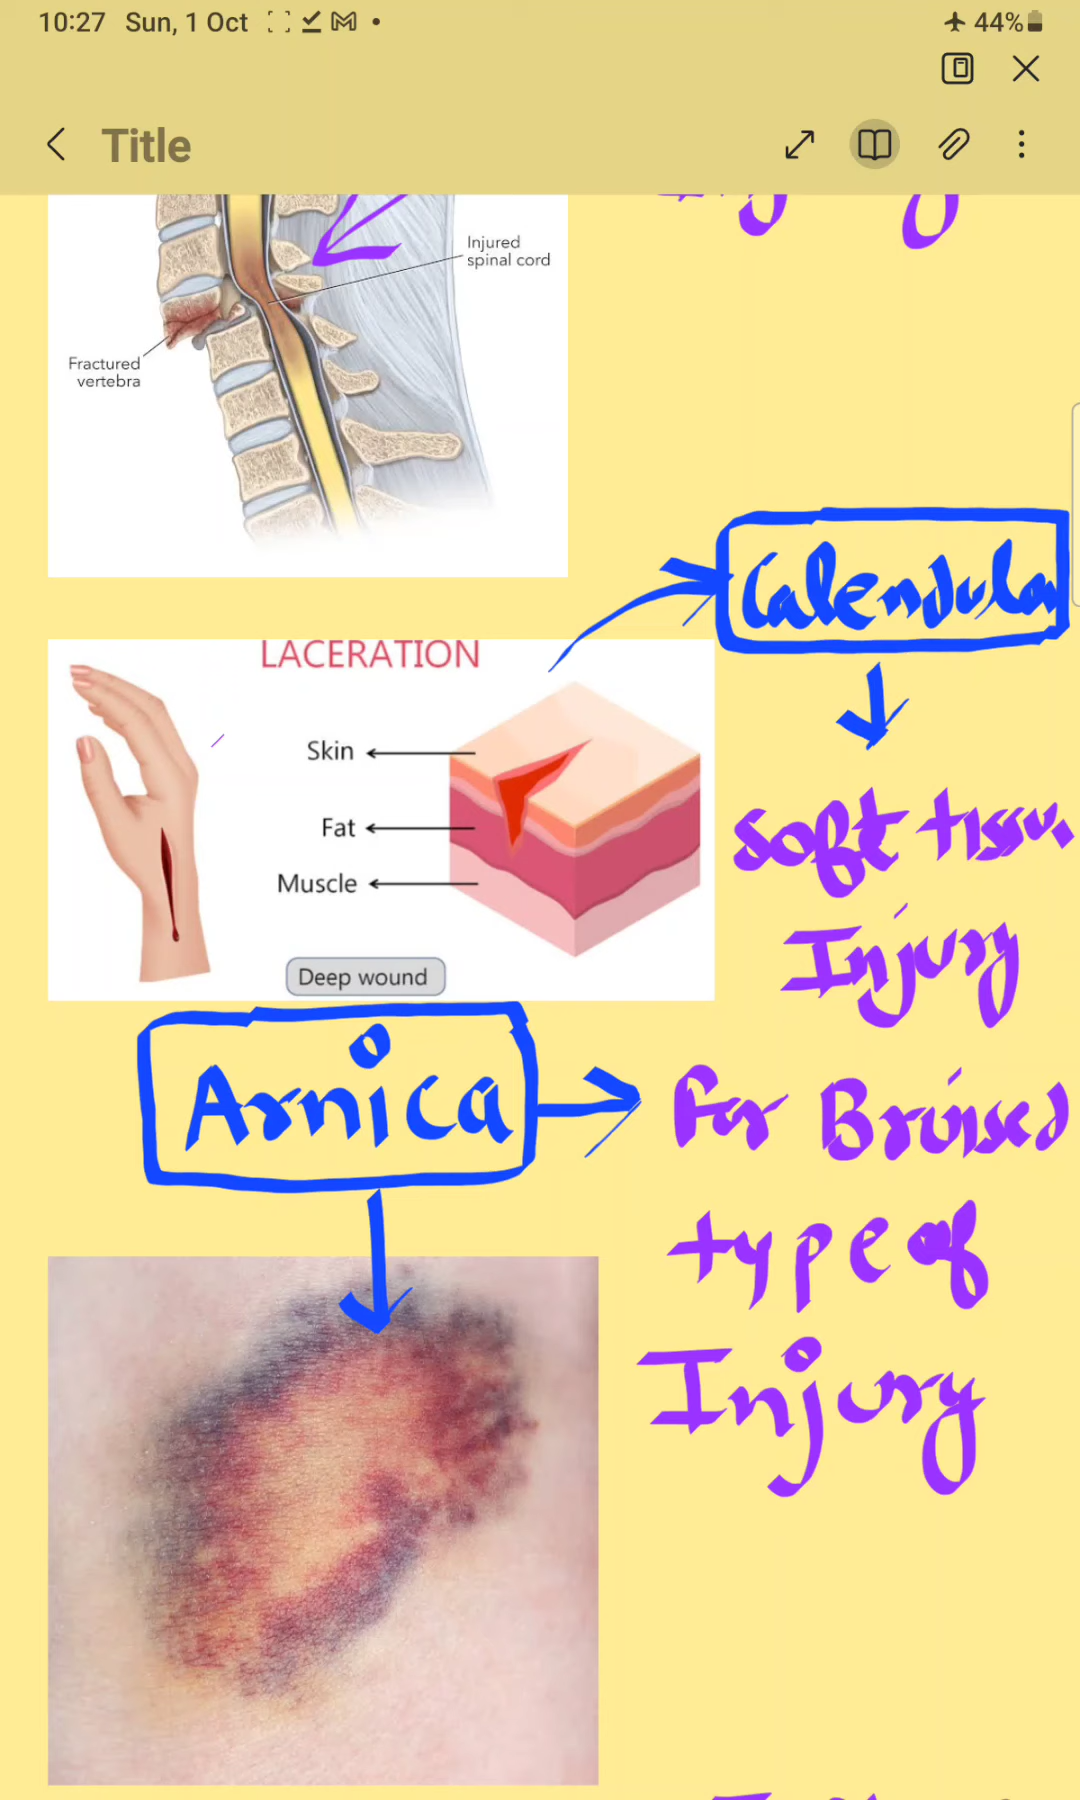 10:27 Sun, 1 Oct
44%
Title
Injured
spinal cord
Fractured
vertebra
Calendula
LACERATION
Skin
Fat
Muscle
Deep wound
Soft tissu
Injury
Arnica
For Bruised
type of
Injury